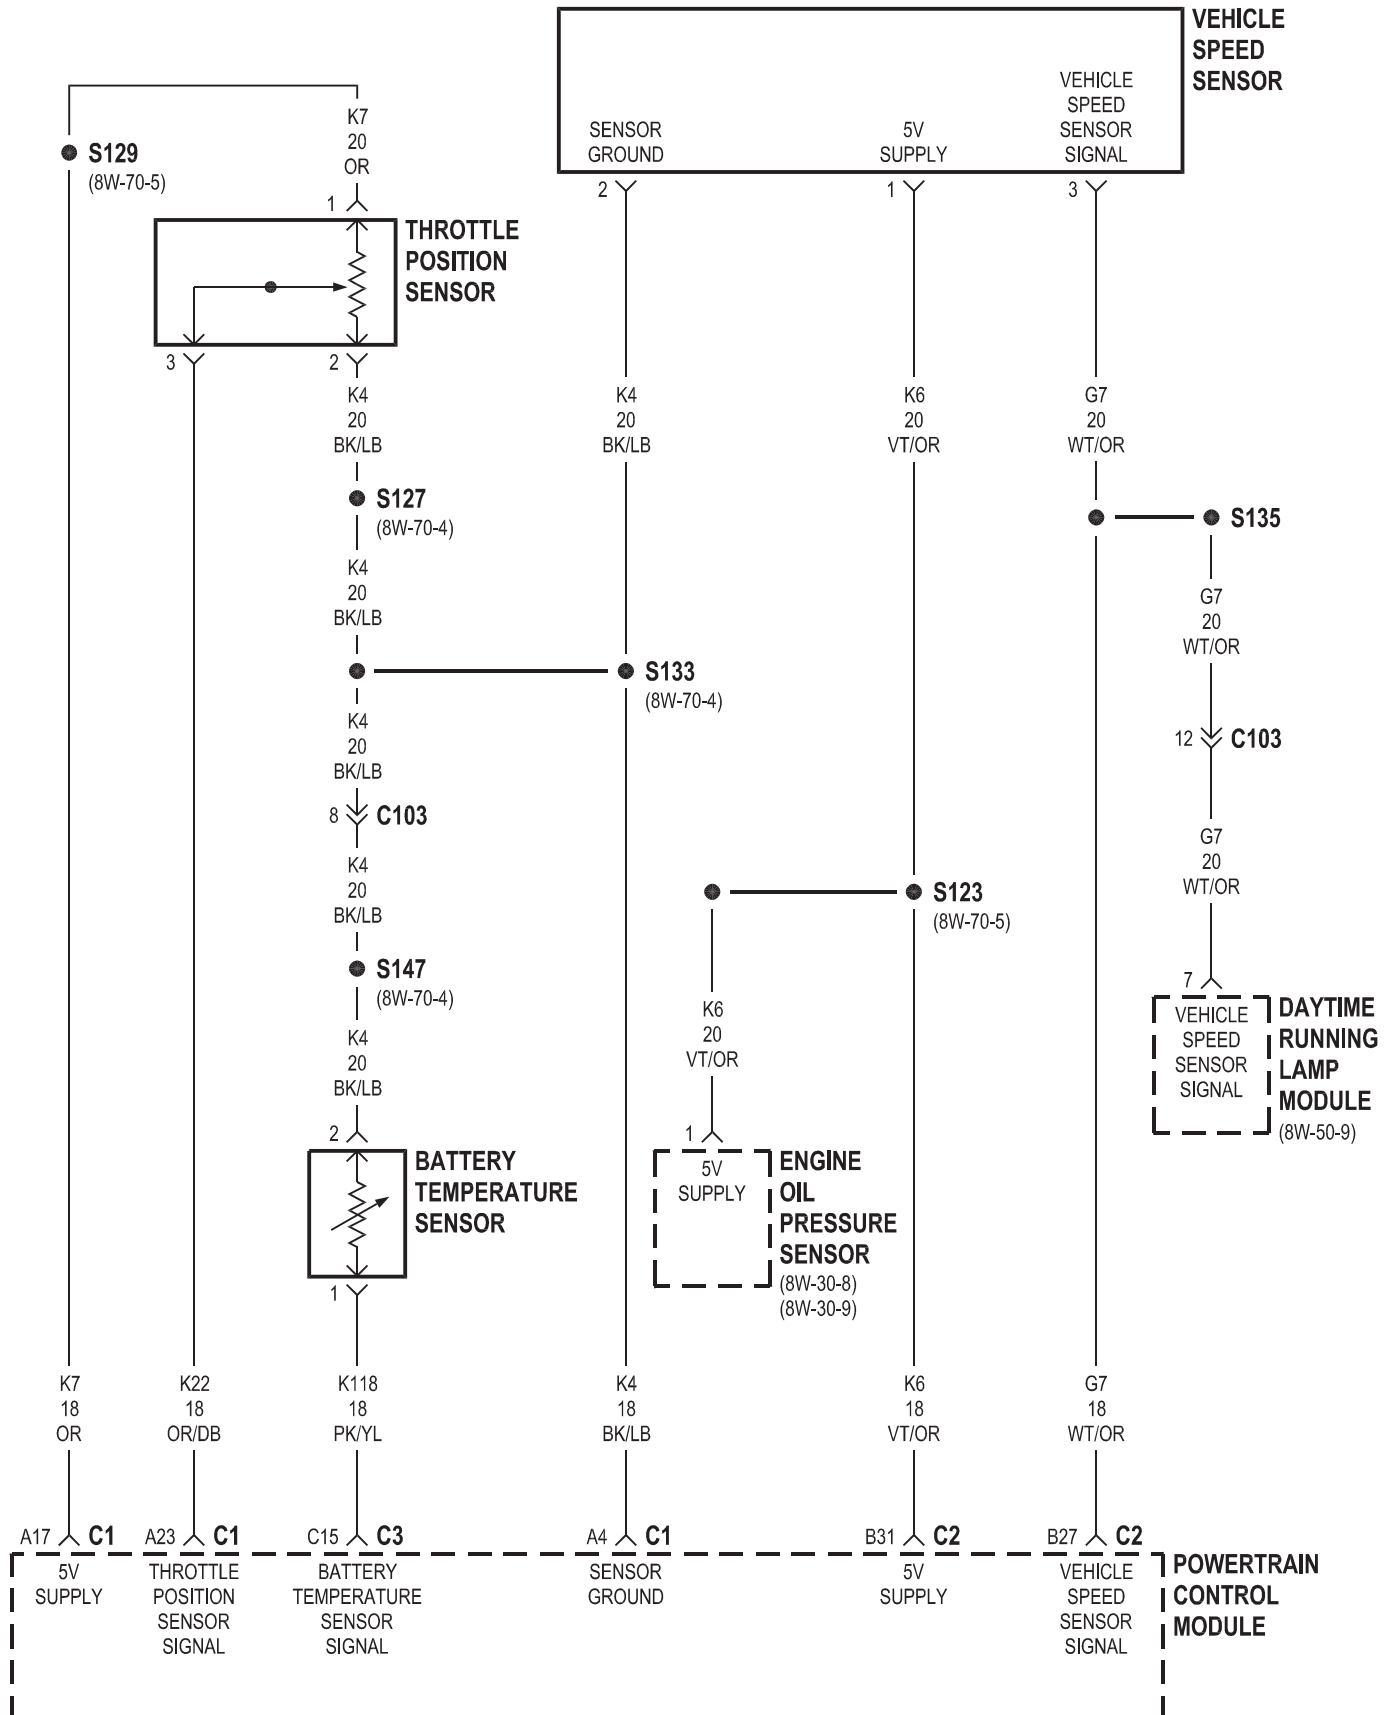 VEHICLE
SPEED
SENSOR
VEHICLE
SPEED
SENSOR
SIGNAL
SENSOR
GROUND
5V
SUPPLY
2
1
3
K7
20
OR
S129
(8W-70-5)
1
THROTTLE
POSITION
SENSOR
3
2
K4
20
BK/LB
K4
20
BK/LB
K6
20
VT/OR
G7
20
WT/OR
S127
(8W-70-4)
S135
K4
20
BK/LB
G7
20
WT/OR
S133
(8W-70-4)
K4
20
BK/LB
12
C103
8
C103
K4
20
BK/LB
G7
20
WT/OR
S123
(8W-70-5)
S147
(8W-70-4)
K4
20
BK/LB
K6
20
VT/OR
7
VEHICLE
SPEED
SENSOR
SIGNAL
DAYTIME
RUNNING
LAMP
MODULE
(8W-50-9)
2
BATTERY
TEMPERATURE
SENSOR
1
1
5V
SUPPLY
ENGINE
OIL
PRESSURE
SENSOR
(8W-30-8)
(8W-30-9)
K7
18
OR
K22
18
OR/DB
K118
18
PK/YL
K4
18
BK/LB
K6
18
VT/OR
G7
18
WT/OR
A17 C1
A23 C1
C15 C3
A4 C1
B31 C2
B27 C2
5V
SUPPLY
THROTTLE
POSITION
SENSOR
SIGNAL
BATTERY
TEMPERATURE
SENSOR
SIGNAL
SENSOR
GROUND
5V
SUPPLY
VEHICLE
SPEED
SENSOR
SIGNAL
POWERTRAIN
CONTROL
MODULE